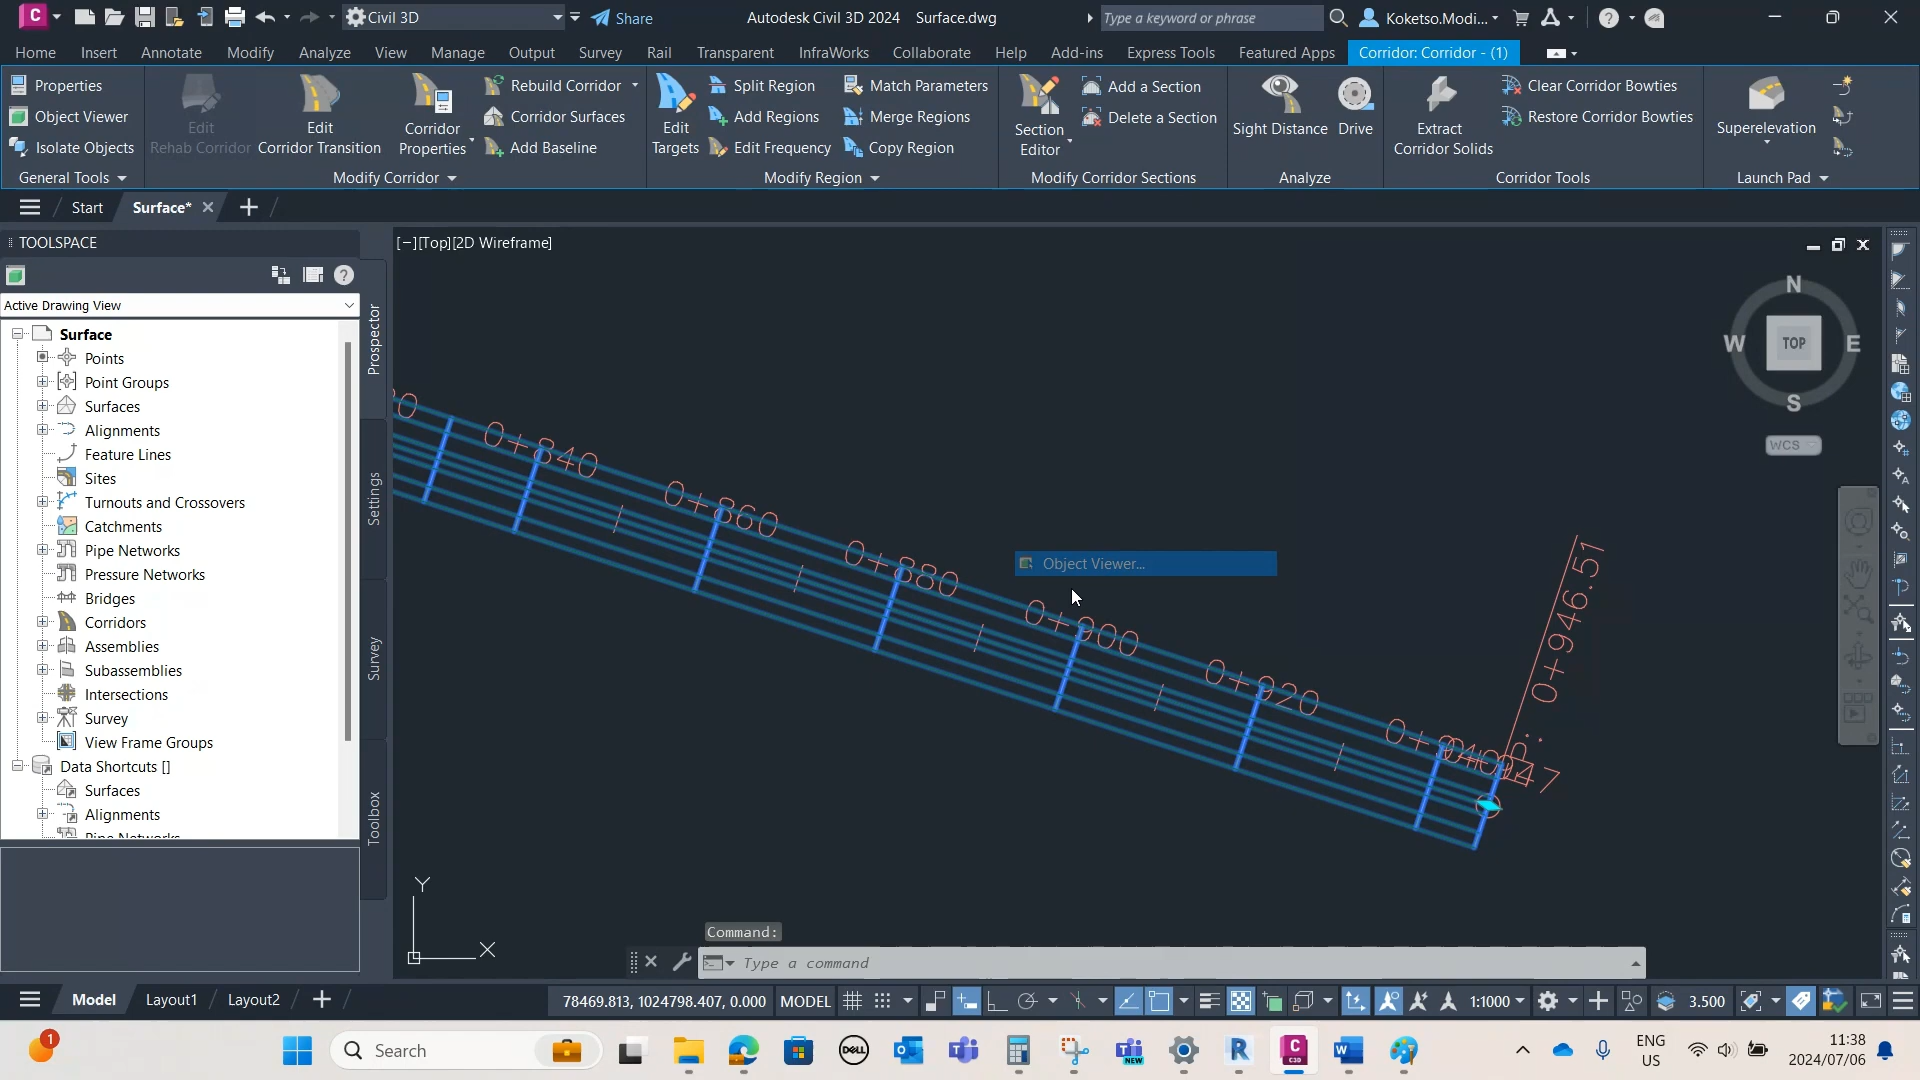 Civil 3D
Share
Autodesk Civil 3D 2024 Surface.dwg
Type a keyword or phrase
Koketso.Modi...
Home Insert Annotate Modify Analyze View Manage Output Survey Rail Transparent InfraWorks Collaborate Help Add-ins Express Tools Featured Apps Corridor: Corridor - (1)
Properties
Object Viewer
Isolate Objects
General Tools
Edit
Rehab Corridor
Edit
Corridor Transition
Corridor
Properties
Rebuild Corridor
Corridor Surfaces
Add Baseline
Modify Corridor
Edit
Targets
Split Region
Add Regions
Edit Frequency
Match Parameters
Merge Regions
Copy Region
Modify Region
Section
Editor
Add a Section
Delete a Section
Modify Corridor Sections
Sight Distance
Drive
Analyze
Extract
Corridor Solids
Clear Corridor Bowties
Restore Corridor Bowties
Corridor Tools
Superelevation
Launch Pad
Start
Surface*
TOOLSPACE
Active Drawing View
Surface
Points
Point Groups
Surfaces
Alignments
Feature Lines
Sites
Turnouts and Crossovers
Catchments
Pipe Networks
Pressure Networks
Bridges
Corridors
Assemblies
Subassemblies
Intersections
Survey
View Frame Groups
Data Shortcuts []
Surfaces
Alignments
Pipe Networks
Prospector
Settings
Survey
Toolbox
[−][Top][2D Wireframe]
N
W TOP E
S
WCS
0+840
0+860
0+880
0+900
0+920
0+946.51
Object Viewer...
Y
X
Command:
Type a command
Model Layout1 Layout2
78469.813, 1024798.407, 0.000 MODEL
1:1000
3.500
1
Search
DELL
NEW
C3D
ENG
US
11:38
2024/07/06